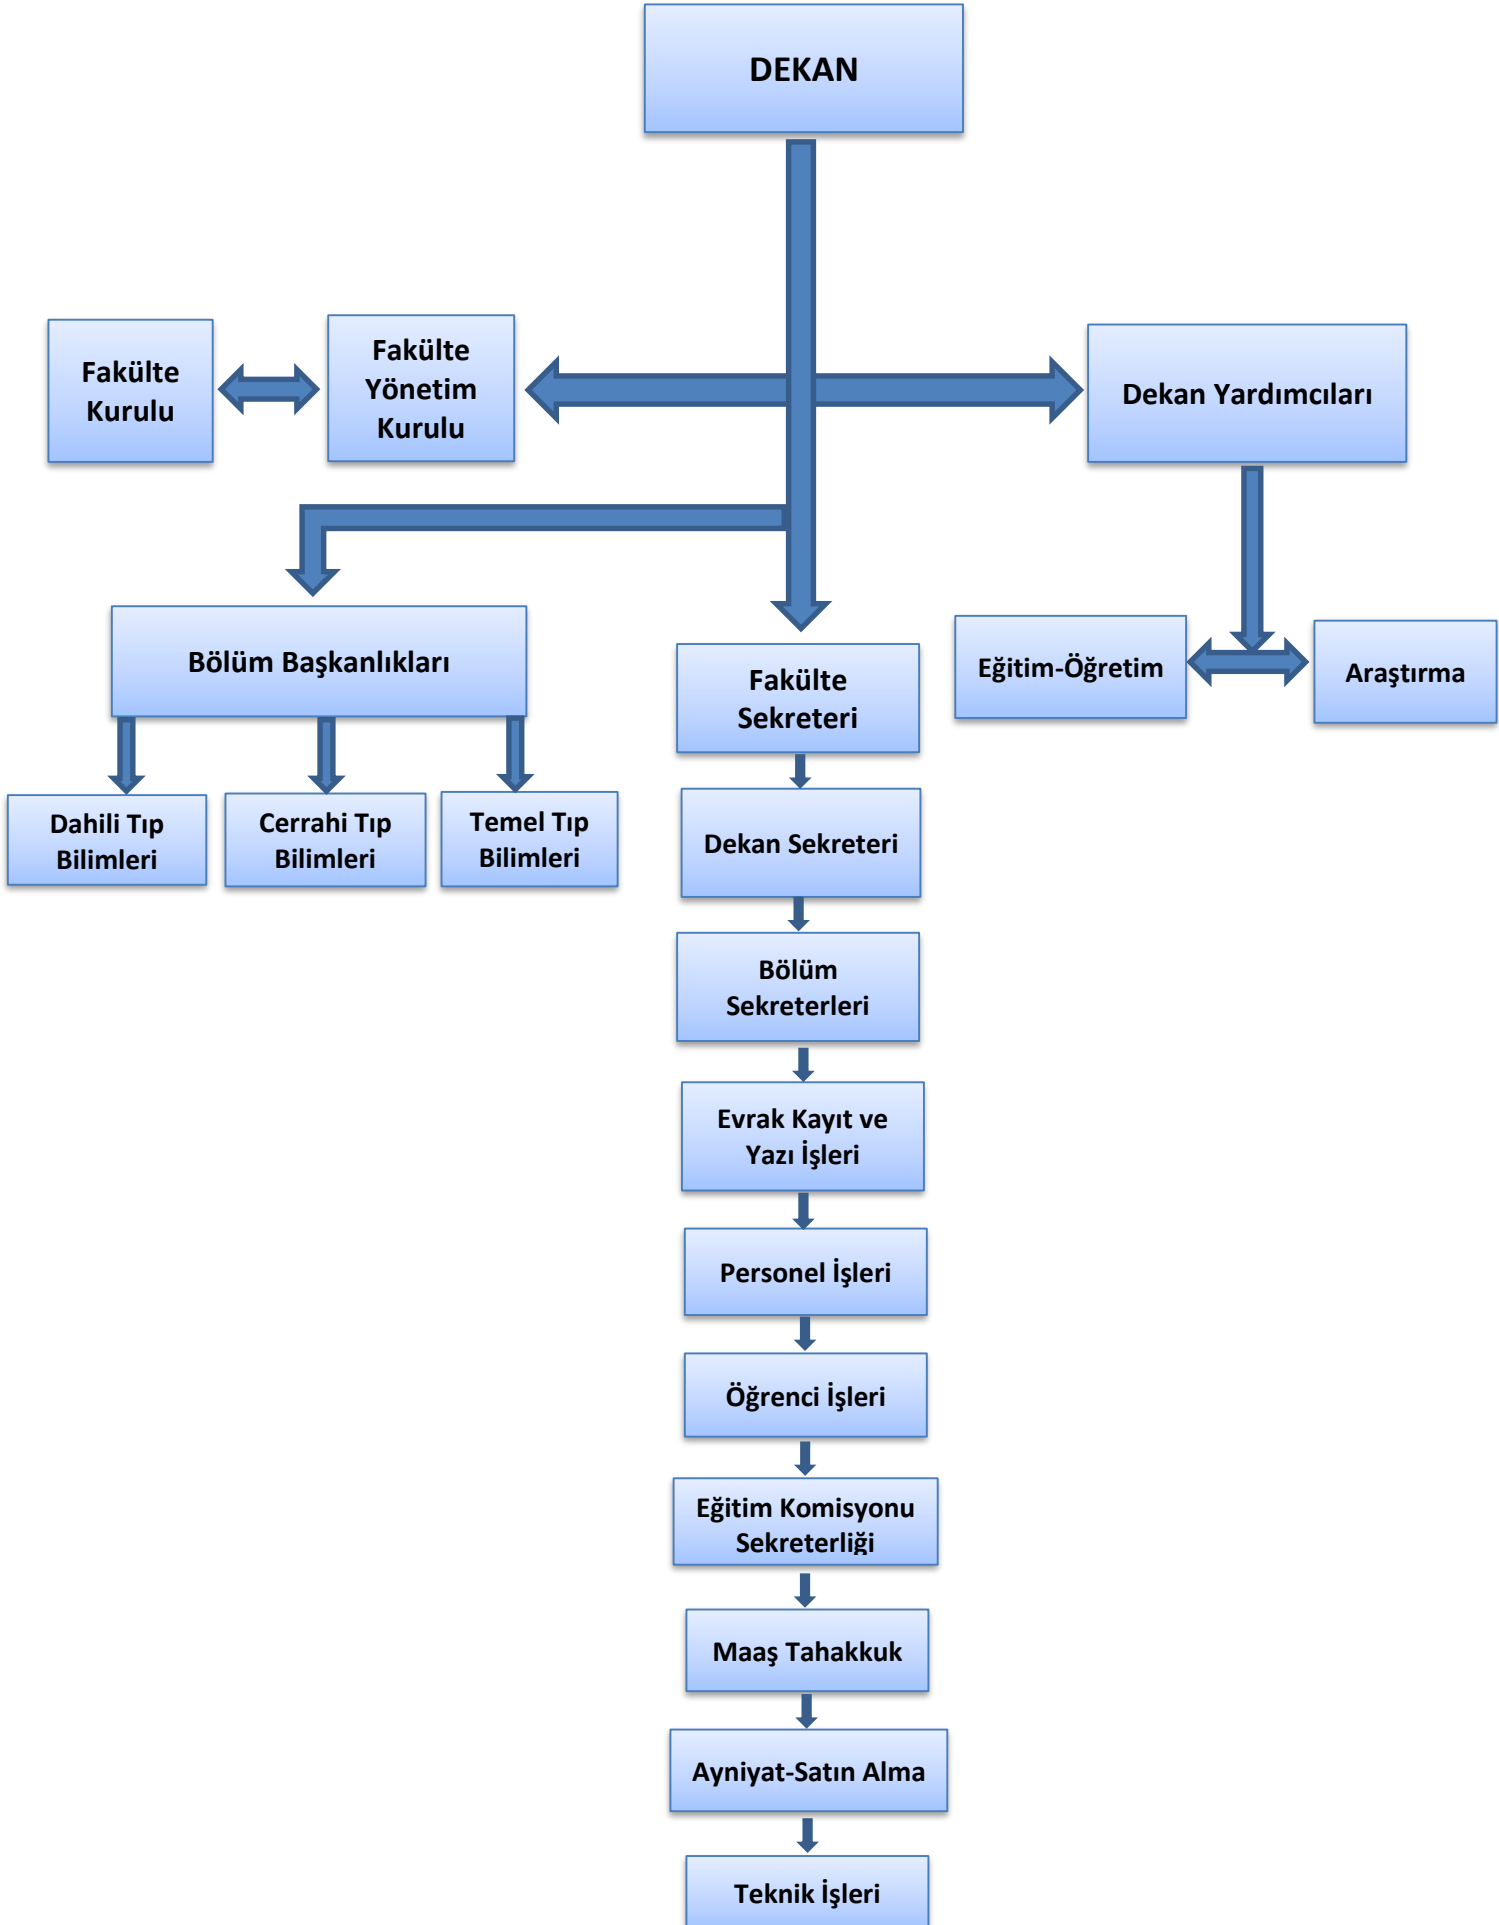 DEKAN
Fakülte
Kurulu
Fakülte
Yönetim
Kurulu
Dekan Yardımcıları
Bölüm Başkanlıkları
Fakülte
Sekreteri
Eğitim-Öğretim
Araştırma
Dahili Tıp
Bilimleri
Cerrahi Tıp
Bilimleri
Temel Tıp
Bilimleri
Dekan Sekreteri
Bölüm
Sekreterleri
Evrak Kayıt ve
Yazı İşleri
Personel İşleri
Öğrenci İşleri
Eğitim Komisyonu
Sekreterliği
Maaş Tahakkuk
Ayniyat-Satın Alma
Teknik İşleri